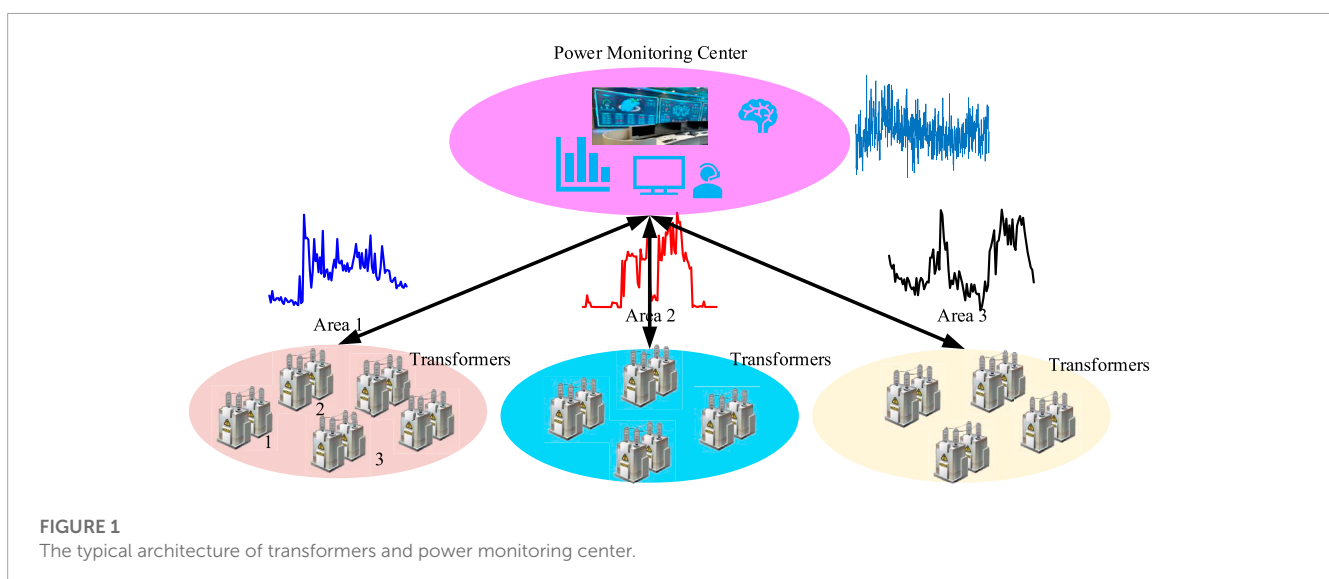 Power Monitoring Center
Area 1
Area 2
Area 3
Transformers
Transformers
Transformers
1
2
3
FIGURE 1
The typical architecture of transformers and power monitoring center.